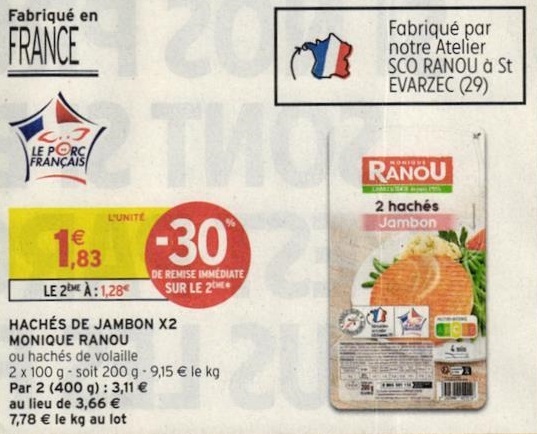 Fabriqué en
FRANCE
Fabriqué par
notre Atelier
SCO RANOU à St
EVARZEC (29)
LE PORC
FRANÇAIS
MONIQUE
RANOU
2 hachés
Jambon
L'UNITÉ
1€,83
-30%
DE REMISE IMMÉDIATE
SUR LE 2ÈME*
LE 2ÈME À : 1,28€
HACHÉS DE JAMBON X2
MONIQUE RANOU
ou hachés de volaille
2 x 100 g - soit 200 g - 9,15 € le kg
Par 2 (400 g) : 3,11 €
au lieu de 3,66 €
7,78 € le kg au lot